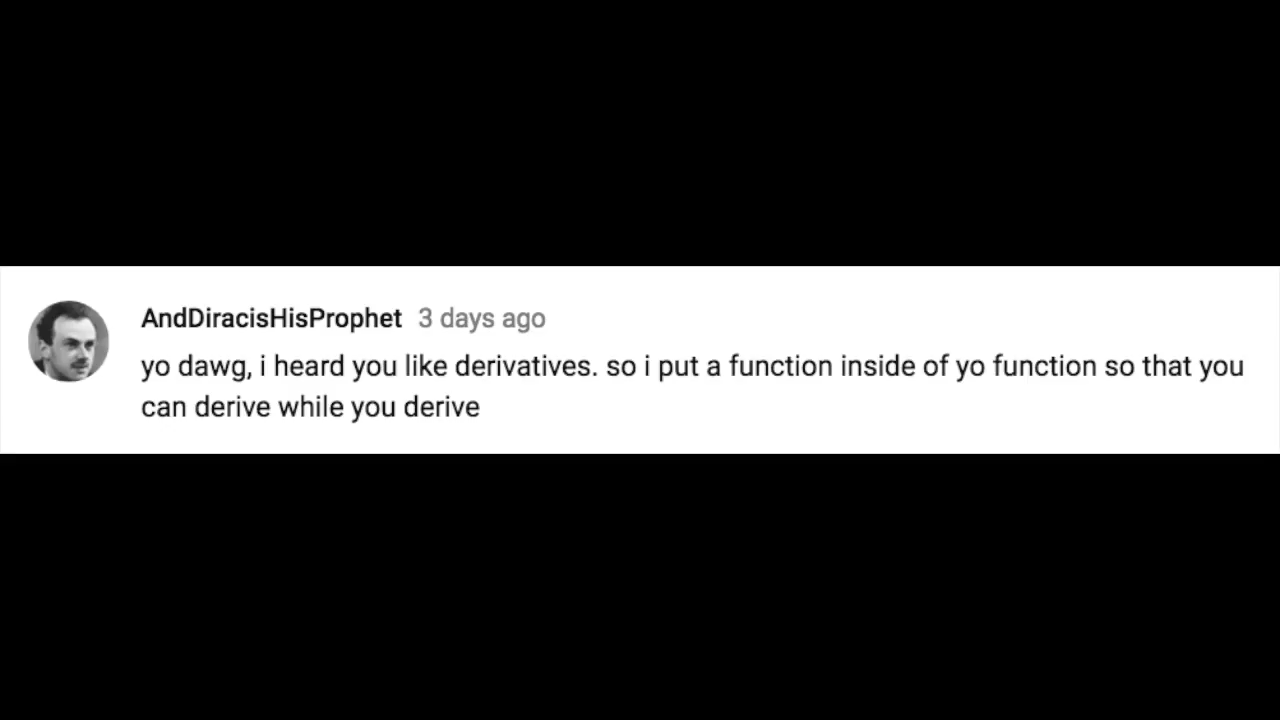 AndDiracisHisProphet 3 days ago
yo dawg, i heard you like derivatives. so i put a function inside of yo function so that you
can derive while you derive